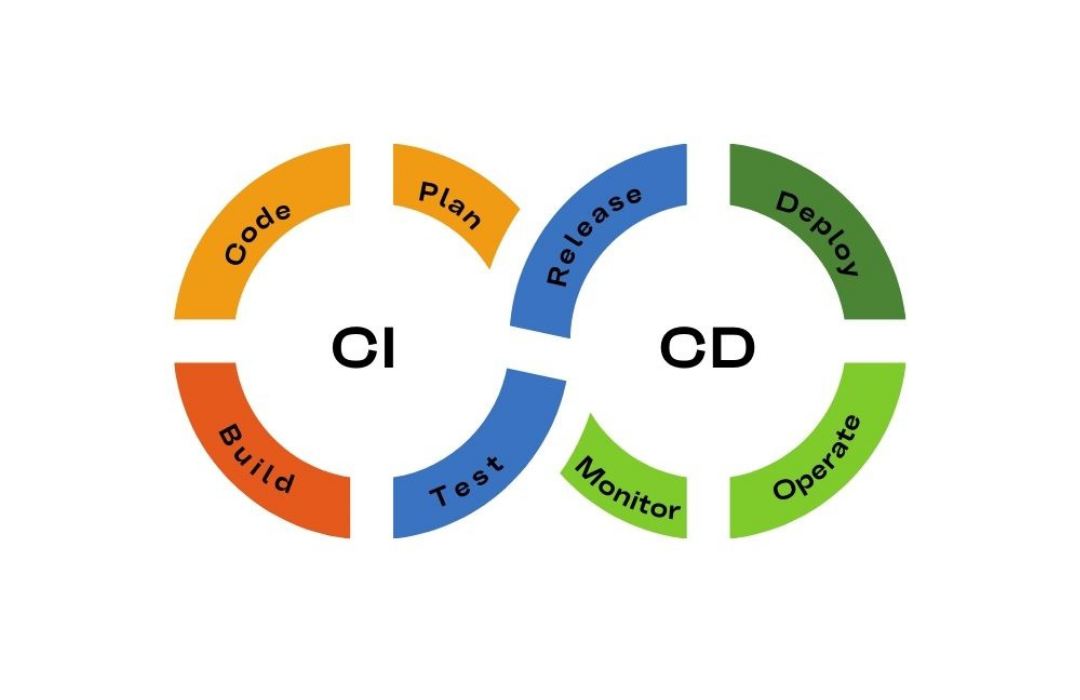 Code
Plan
Release
Deploy
CI
CD
Build
Test
Monitor
Operate